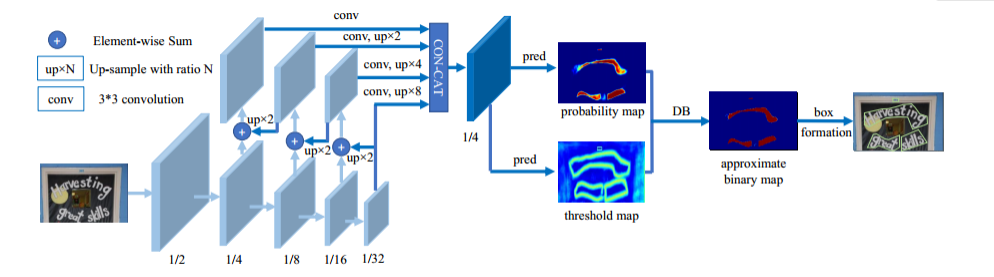 conv
conv, up×2
conv, up×4
conv, up×8
CON-CAT
Element-wise Sum
up×N Up-sample with ratio N
conv 3*3 convolution
up×2
up×2
up×2
1/4
pred
pred
probability map
threshold map
DB
approximate
binary map
box
formation
Harvesting
great skills
Harvesting
great skills
1/2 1/4 1/8 1/16 1/32